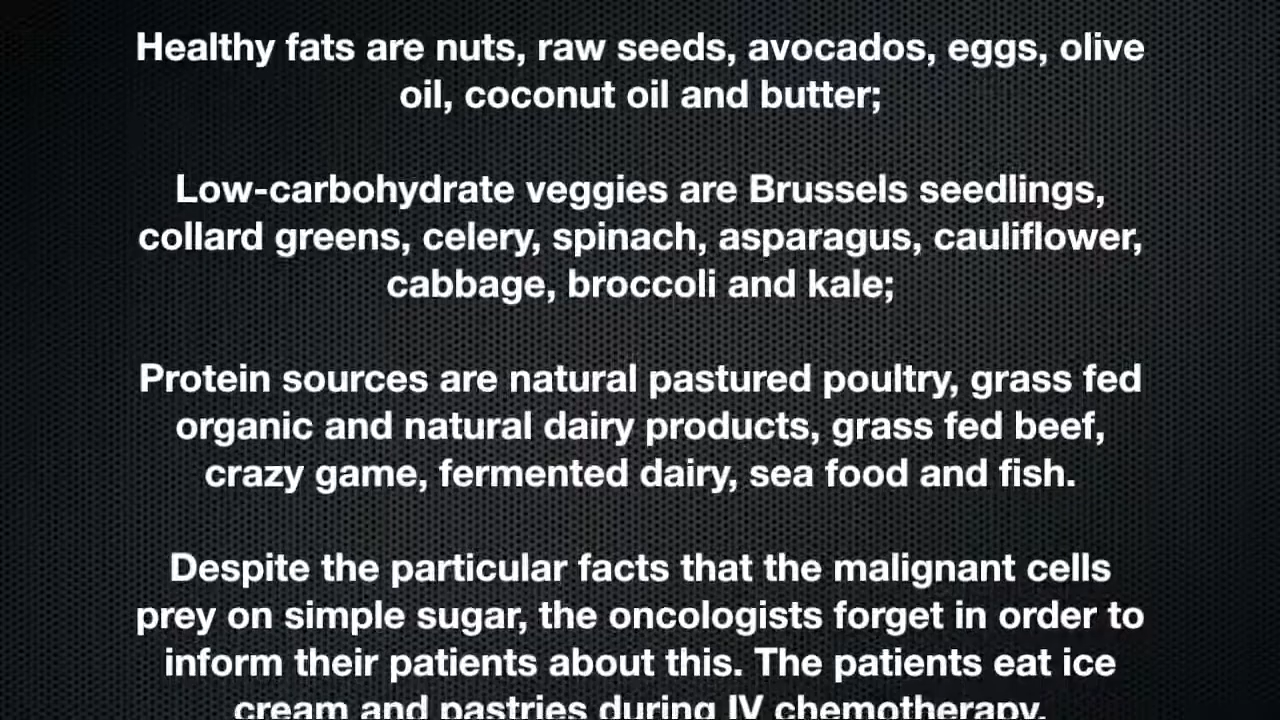 Healthy fats are nuts, raw seeds, avocados, eggs, olive
oil, coconut oil and butter;
Low-carbohydrate veggies are Brussels seedlings,
collard greens, celery, spinach, asparagus, cauliflower,
cabbage, broccoli and kale;
Protein sources are natural pastured poultry, grass fed
organic and natural dairy products, grass fed beef,
crazy game, fermented dairy, sea food and fish.
Despite the particular facts that the malignant cells
prey on simple sugar, the oncologists forget in order to
inform their patients about this. The patients eat ice
cream and pastries during IV chemotherapy.